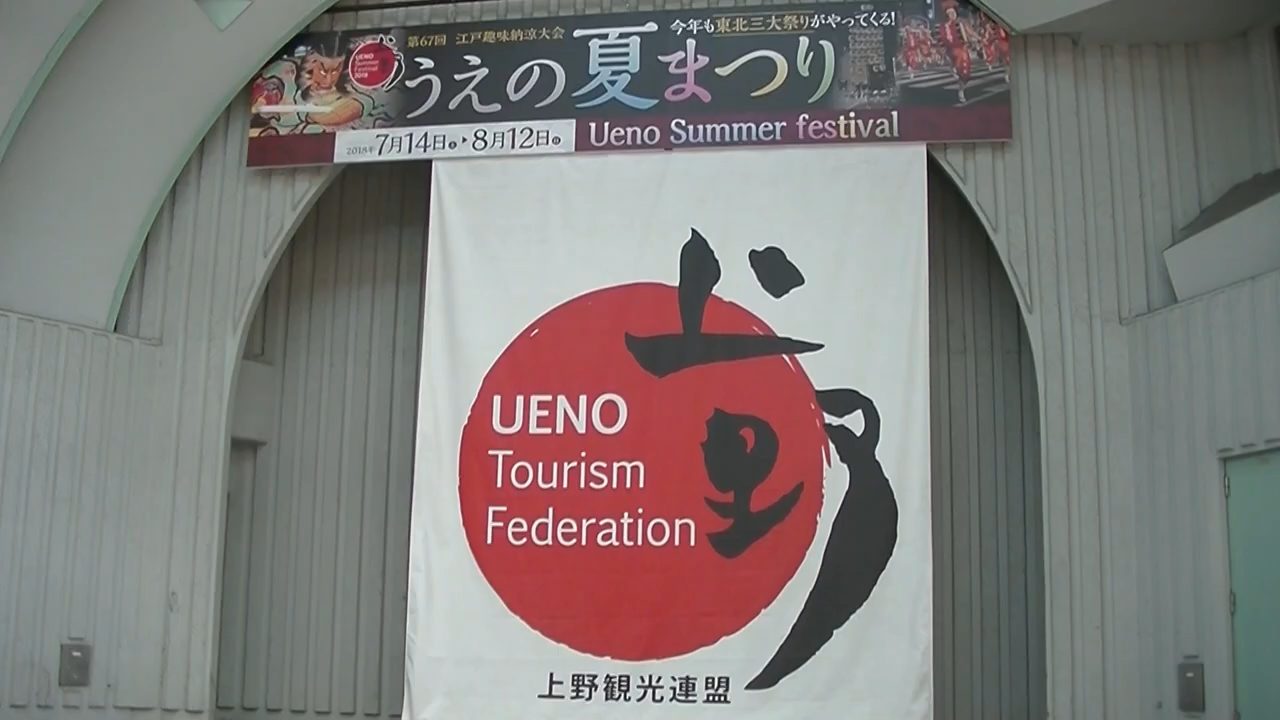 今年も東北三大祭りがやってくる!
第67回 江戸趣味納涼大会
うえの夏まつり
UENO
Summer
Festival
2018
2018年 7月14日 8月12日
Ueno Summer festival
上野
UENO
Tourism
Federation
上野観光連盟